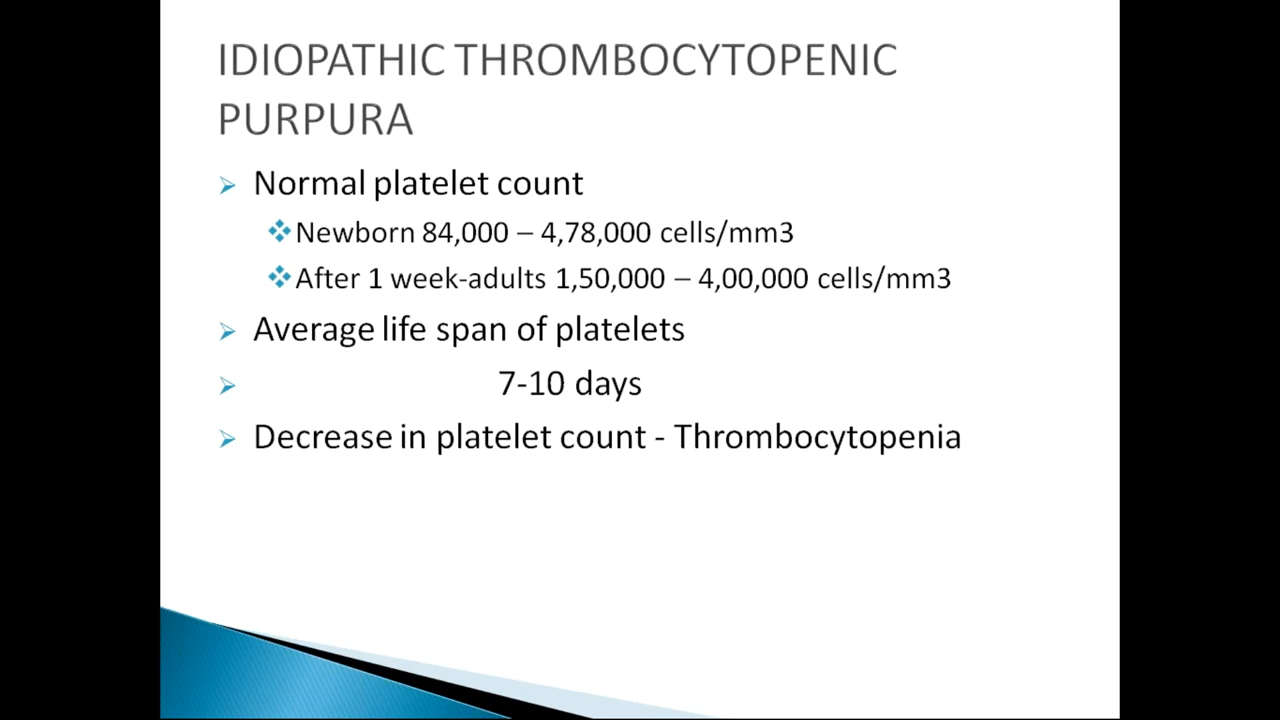 IDIOPATHIC THROMBOCYTOPENIC
PURPURA
Normal platelet count
Newborn 84,000 – 4,78,000 cells/mm3
After 1 week-adults 1,50,000 – 4,00,000 cells/mm3
Average life span of platelets
7-10 days
Decrease in platelet count - Thrombocytopenia